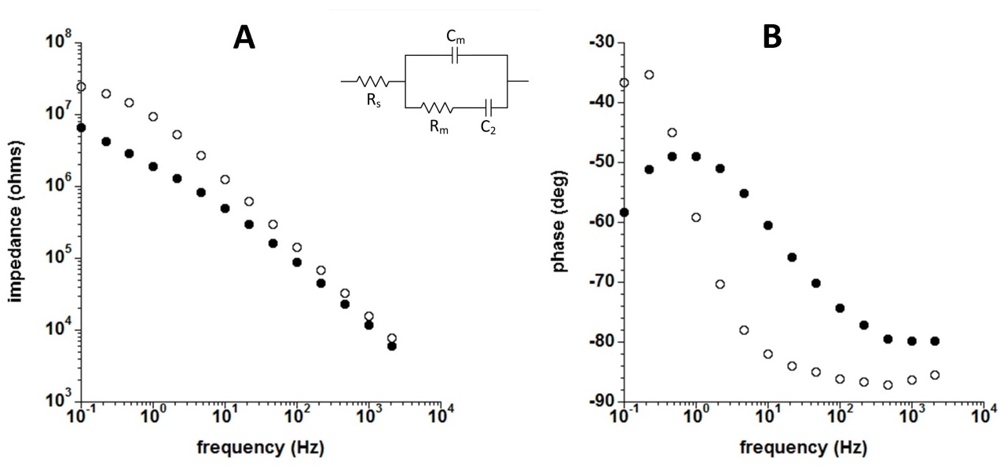 A
B
C_m
R_s
R_m
C_2
impedance (ohms)
10^8
10^7
10^6
10^5
10^4
10^3
10^-1
10^0
10^1
10^2
10^3
10^4
frequency (Hz)
phase (deg)
-30
-40
-50
-60
-70
-80
-90
10^-1
10^0
10^1
10^2
10^3
10^4
frequency (Hz)